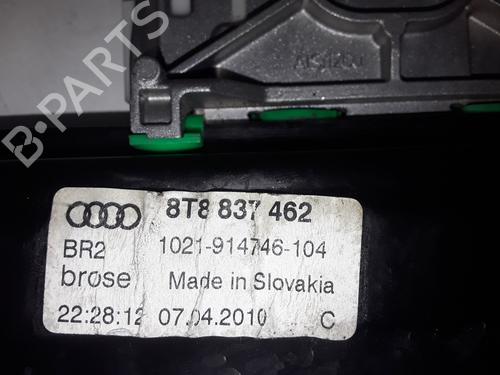 B-PARTS
8T8 837 462
BR2 1021-914746-104
brose Made in Slovakia
22:28:12 07.04.2010 C